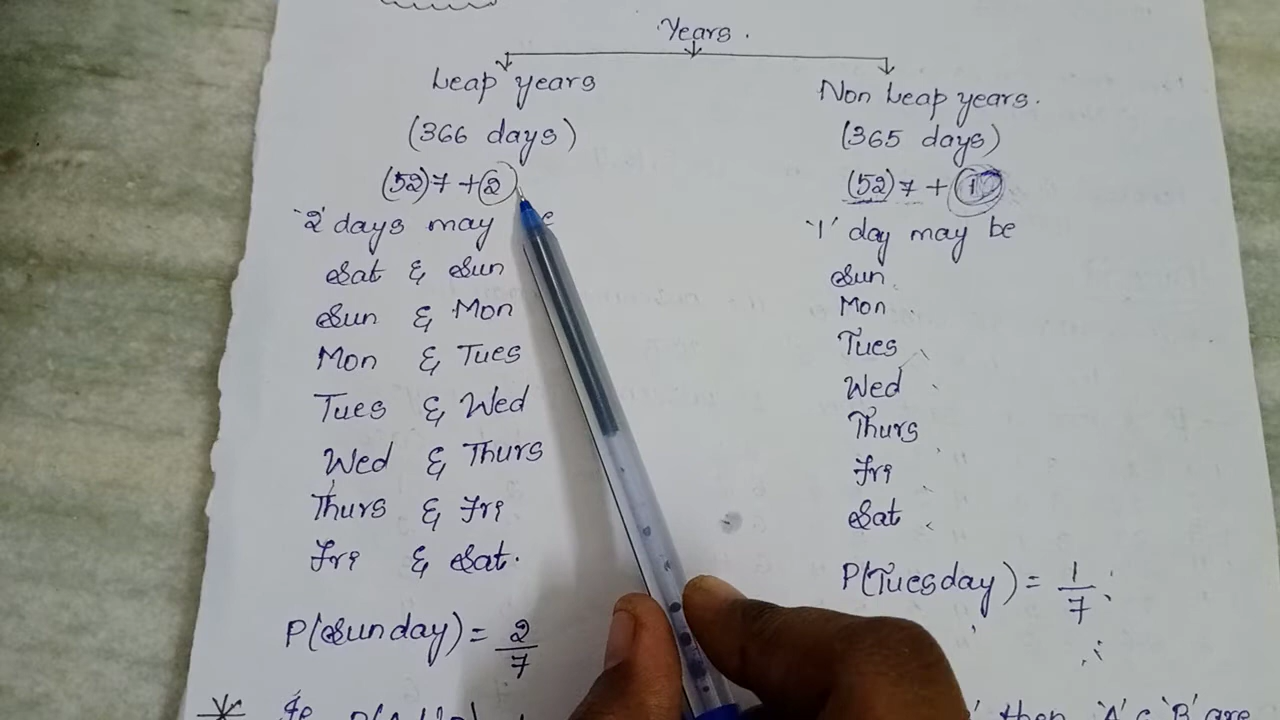 Years.
Leap years
(366 days)
(52)7 + 2
'2' days may
Sat & Sun
Sun & Mon
Mon & Tues
Tues & Wed
Wed & Thurs
Thurs & Fri
Fri & Sat.
P(Sunday) = 2/7
Non Leap years.
(365 days)
(52)7 + 1
'1' day may be
Sun
Mon
Tues
Wed
Thurs
Fri
Sat
P(Tuesday) = 1/7
then 'A' & 'B' are